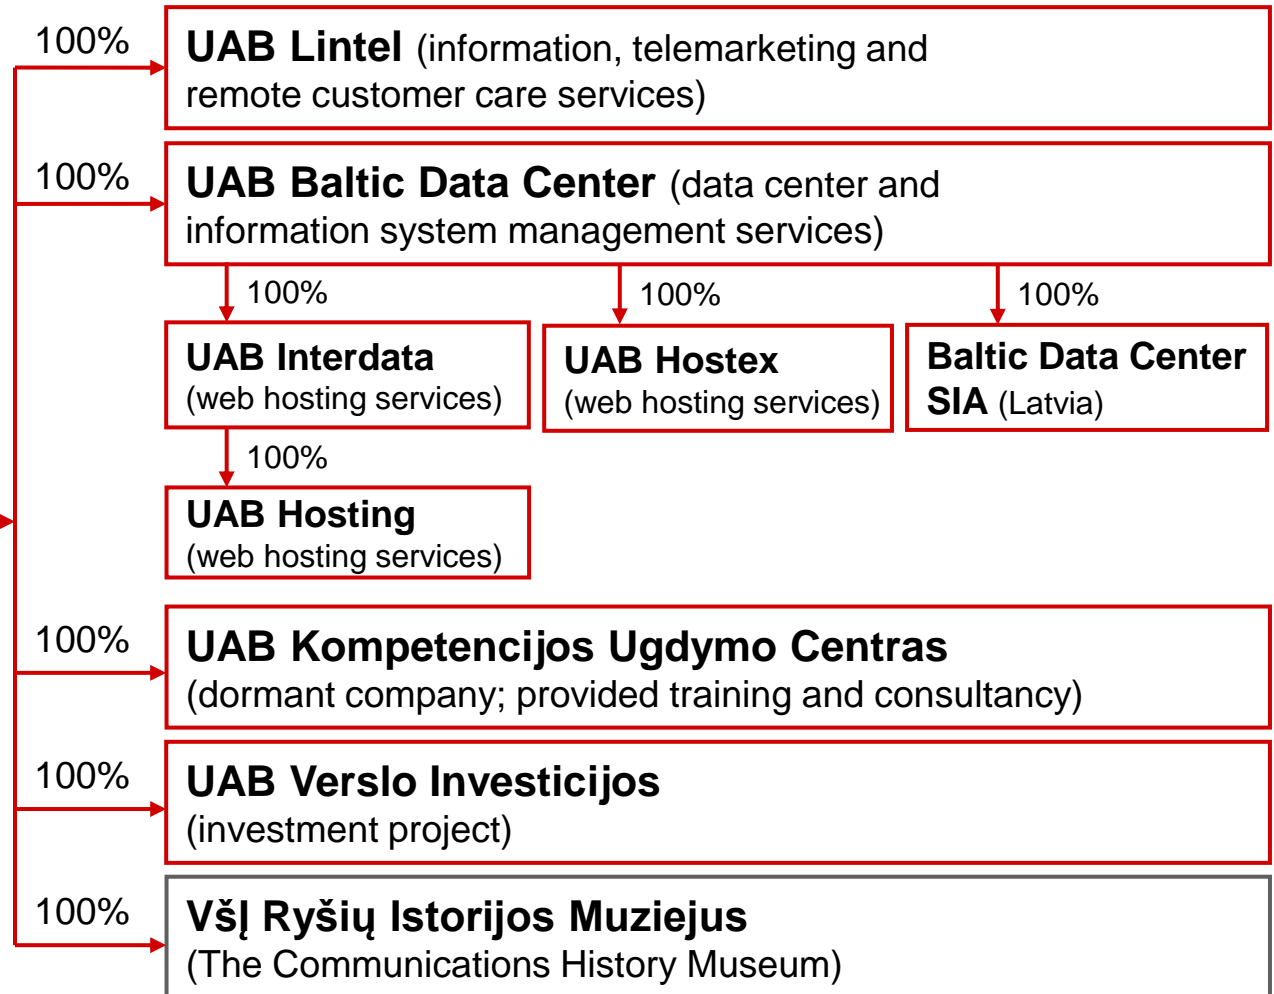 100%
UAB Lintel (information, telemarketing and
remote customer care services)
100%
UAB Baltic Data Center (data center and
information system management services)
100%
100%
100%
UAB Interdata
(web hosting services)
UAB Hostex
(web hosting services)
Baltic Data Center
SIA (Latvia)
100%
UAB Hosting
(web hosting services)
100%
UAB Kompetencijos Ugdymo Centras
(dormant company; provided training and consultancy)
100%
UAB Verslo Investicijos
(investment project)
100%
VšĮ Ryšių Istorijos Muziejus
(The Communications History Museum)